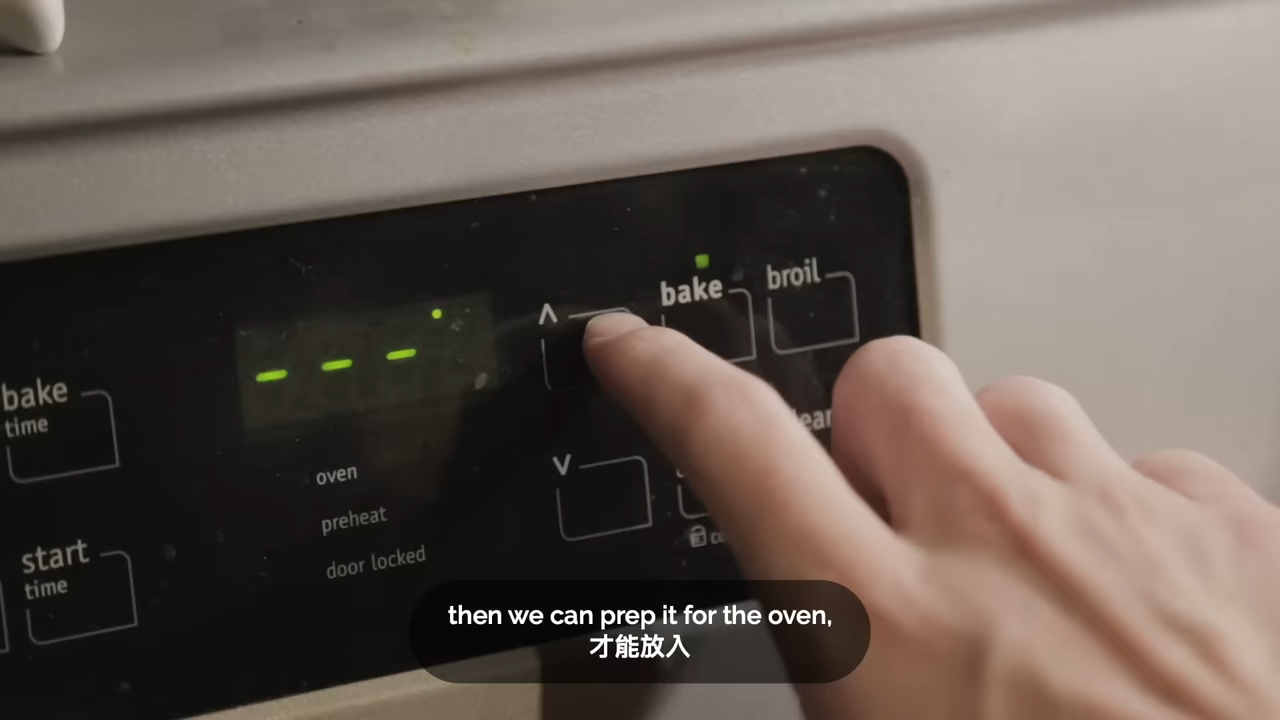 bake
time
start
time
- - -
oven
preheat
door locked
^
v
bake
broil
then we can prep it for the oven,
才能放入